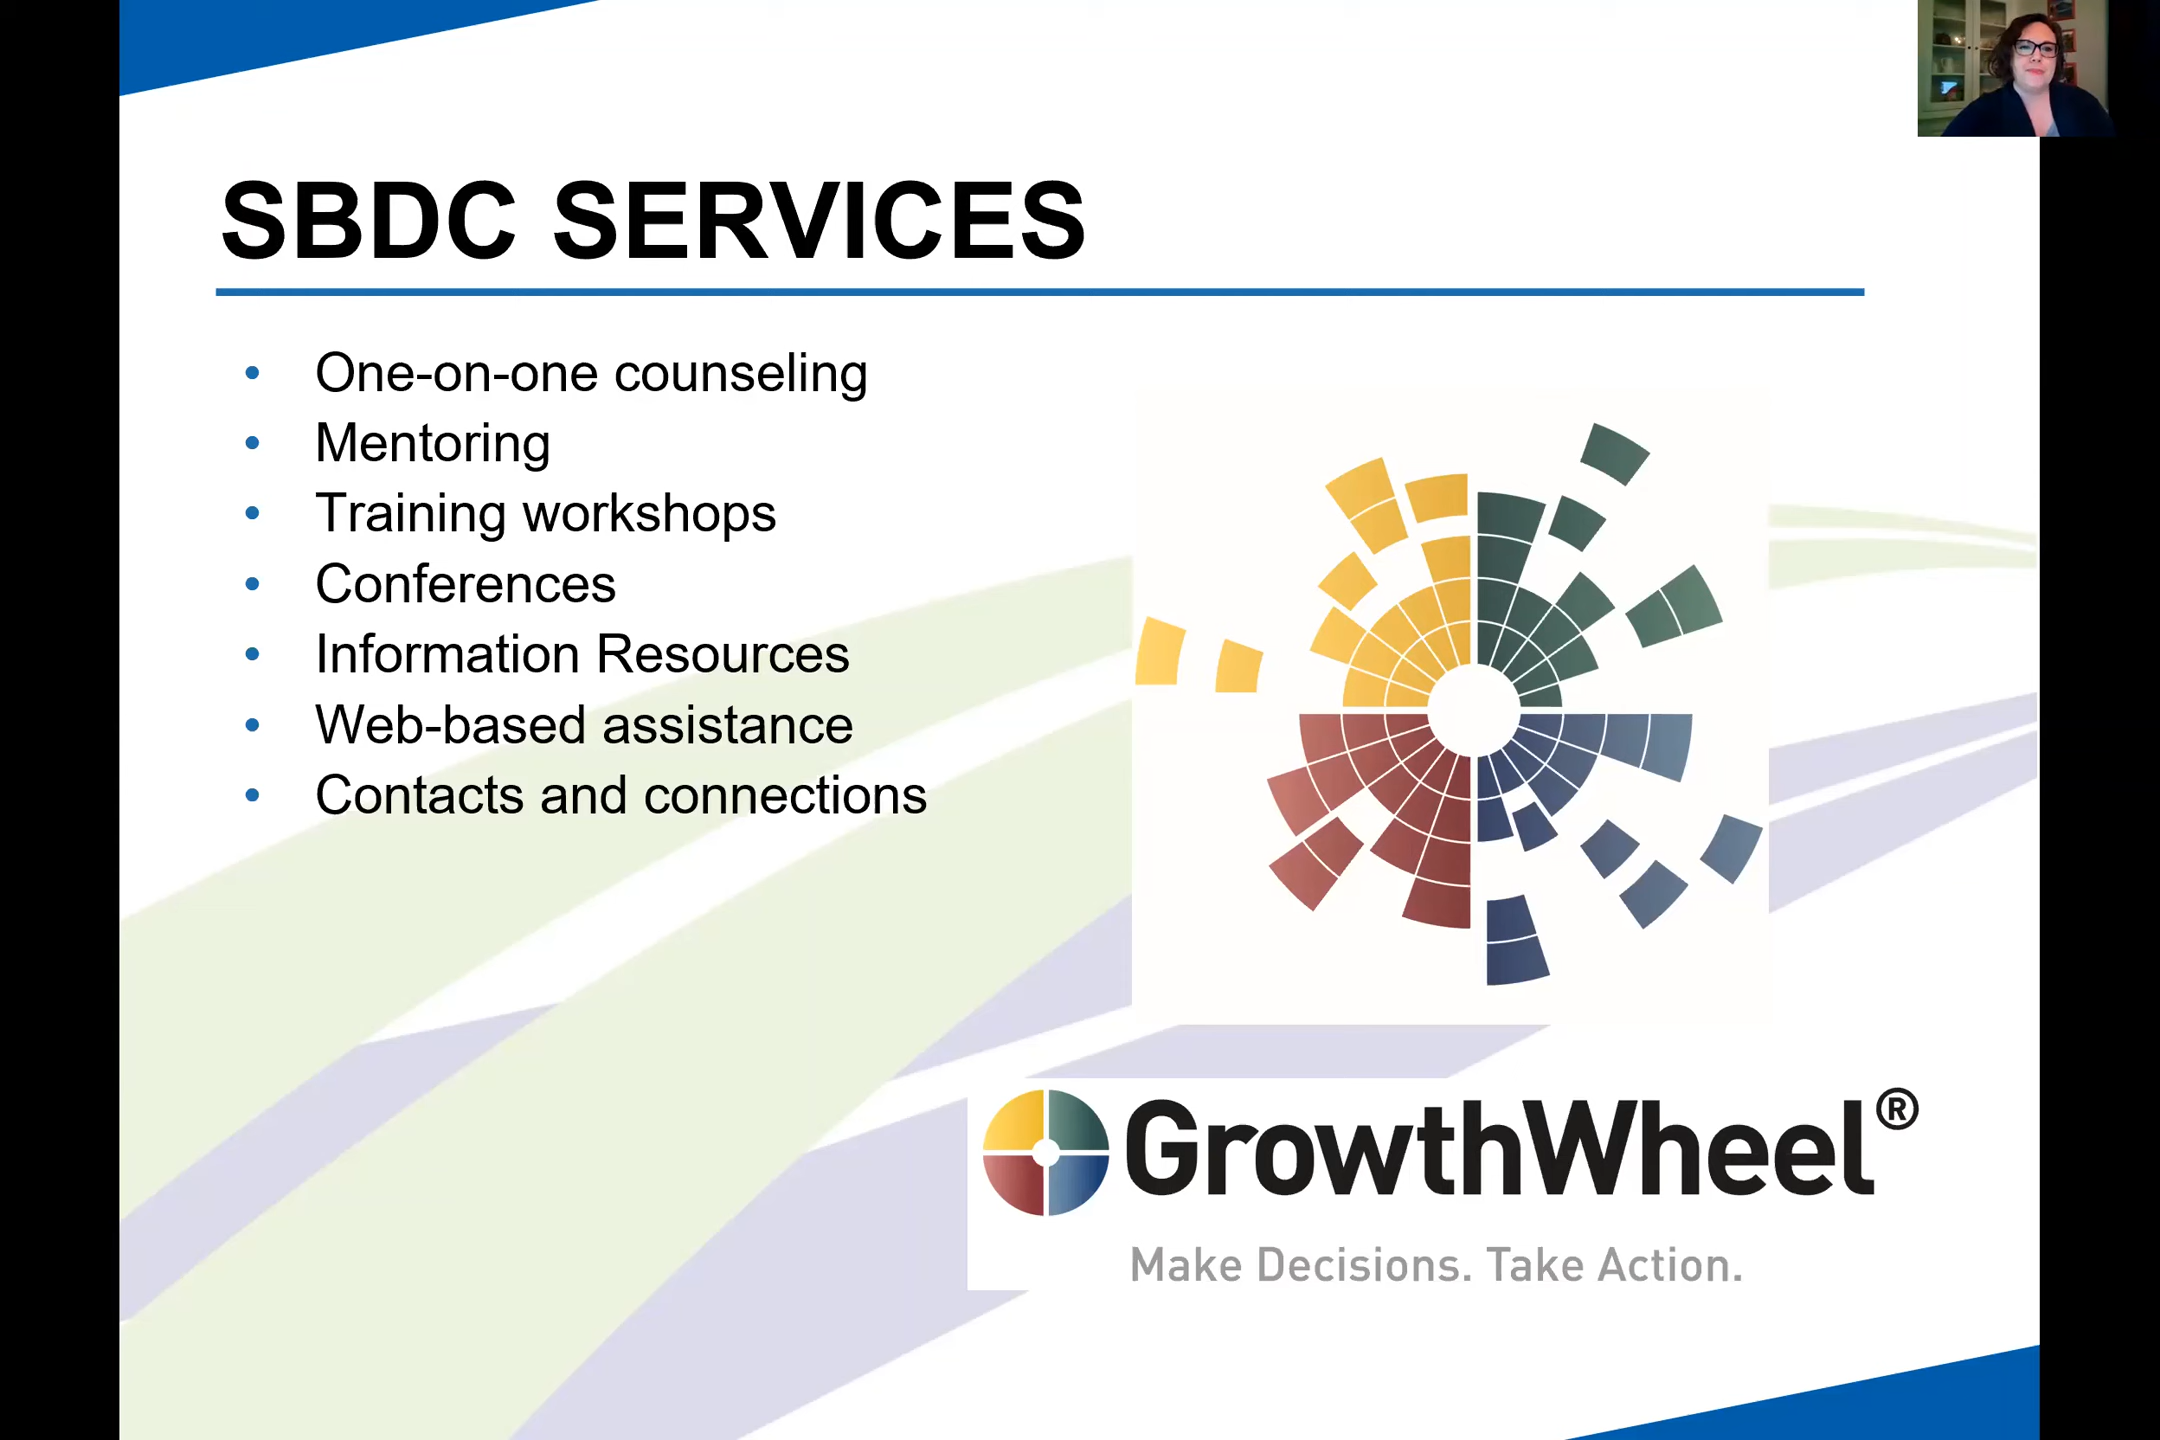 SBDC SERVICES
• One-on-one counseling
• Mentoring
• Training workshops
• Conferences
• Information Resources
• Web-based assistance
• Contacts and connections
GrowthWheel®
Make Decisions. Take Action.